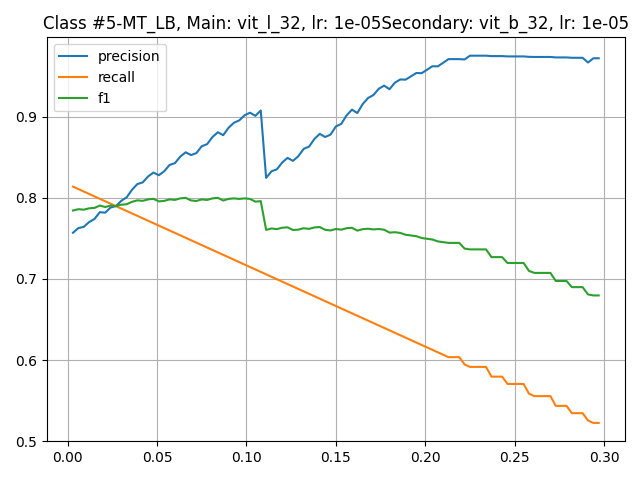 Class #5-MT_LB, Main: vit_l_32, lr: 1e-05Secondary: vit_b_32, lr: 1e-05
precision
recall
f1
0.9
0.8
0.7
0.6
0.5
0.00 0.05 0.10 0.15 0.20 0.25 0.30